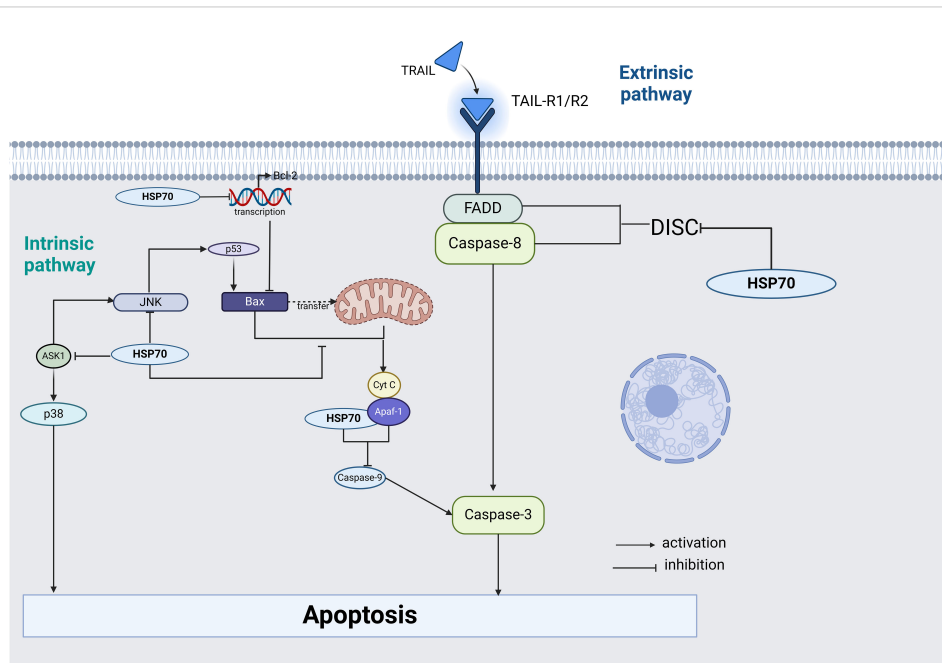 TRAIL
Extrinsic
pathway
TAIL-R1/R2
Bcl-2
HSP70
transcription
FADD
DISC
Caspase-8
Intrinsic
pathway
p53
HSP70
JNK
Bax
transfer
ASK1
HSP70
Cyt C
p38
HSP70
Apaf-1
Caspase-9
Caspase-3
activation
inhibition
Apoptosis